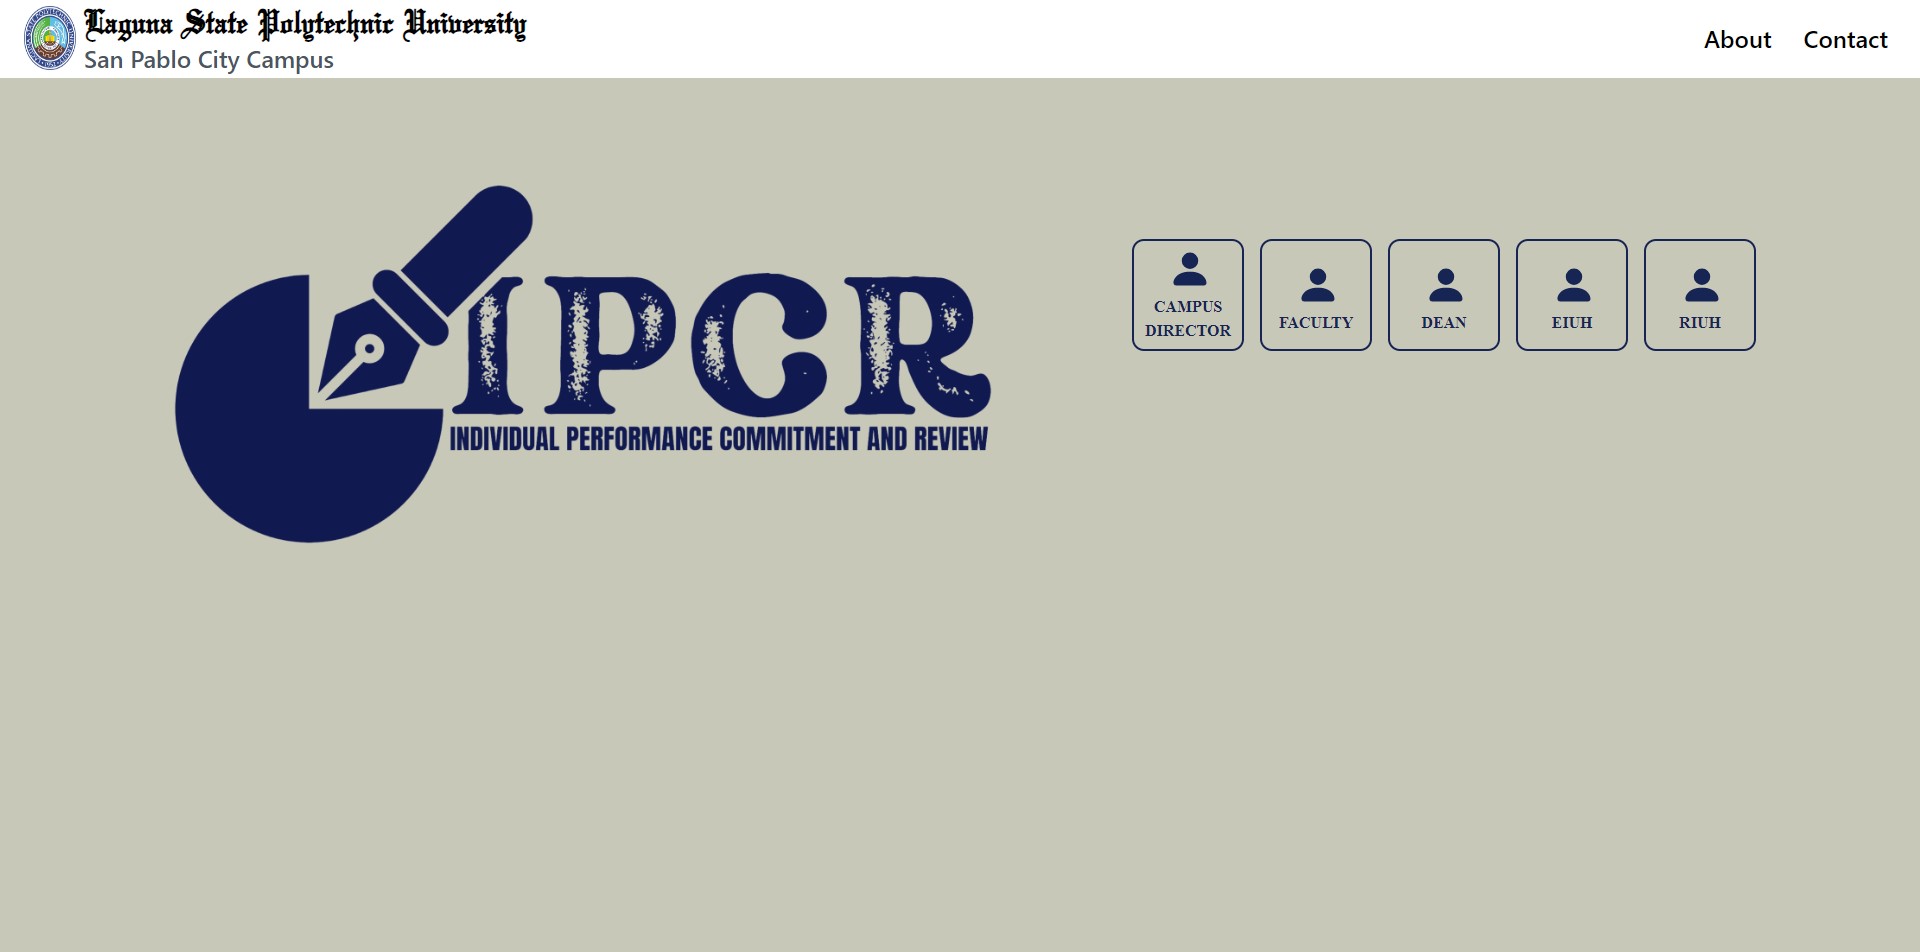 Laguna State Polytechnic University
San Pablo City Campus
About
Contact
IPCR
INDIVIDUAL PERFORMANCE COMMITMENT AND REVIEW
CAMPUS
DIRECTOR
FACULTY
DEAN
EIUH
RIUH